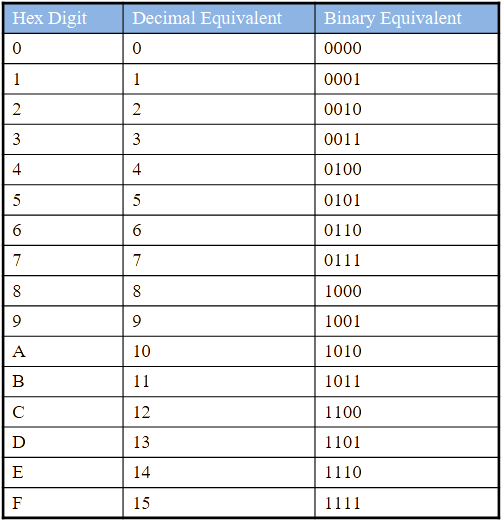 Hex Digit Decimal Equivalent Binary Equivalent
0 0 0000
1 1 0001
2 2 0010
3 3 0011
4 4 0100
5 5 0101
6 6 0110
7 7 0111
8 8 1000
9 9 1001
A 10 1010
B 11 1011
C 12 1100
D 13 1101
E 14 1110
F 15 1111